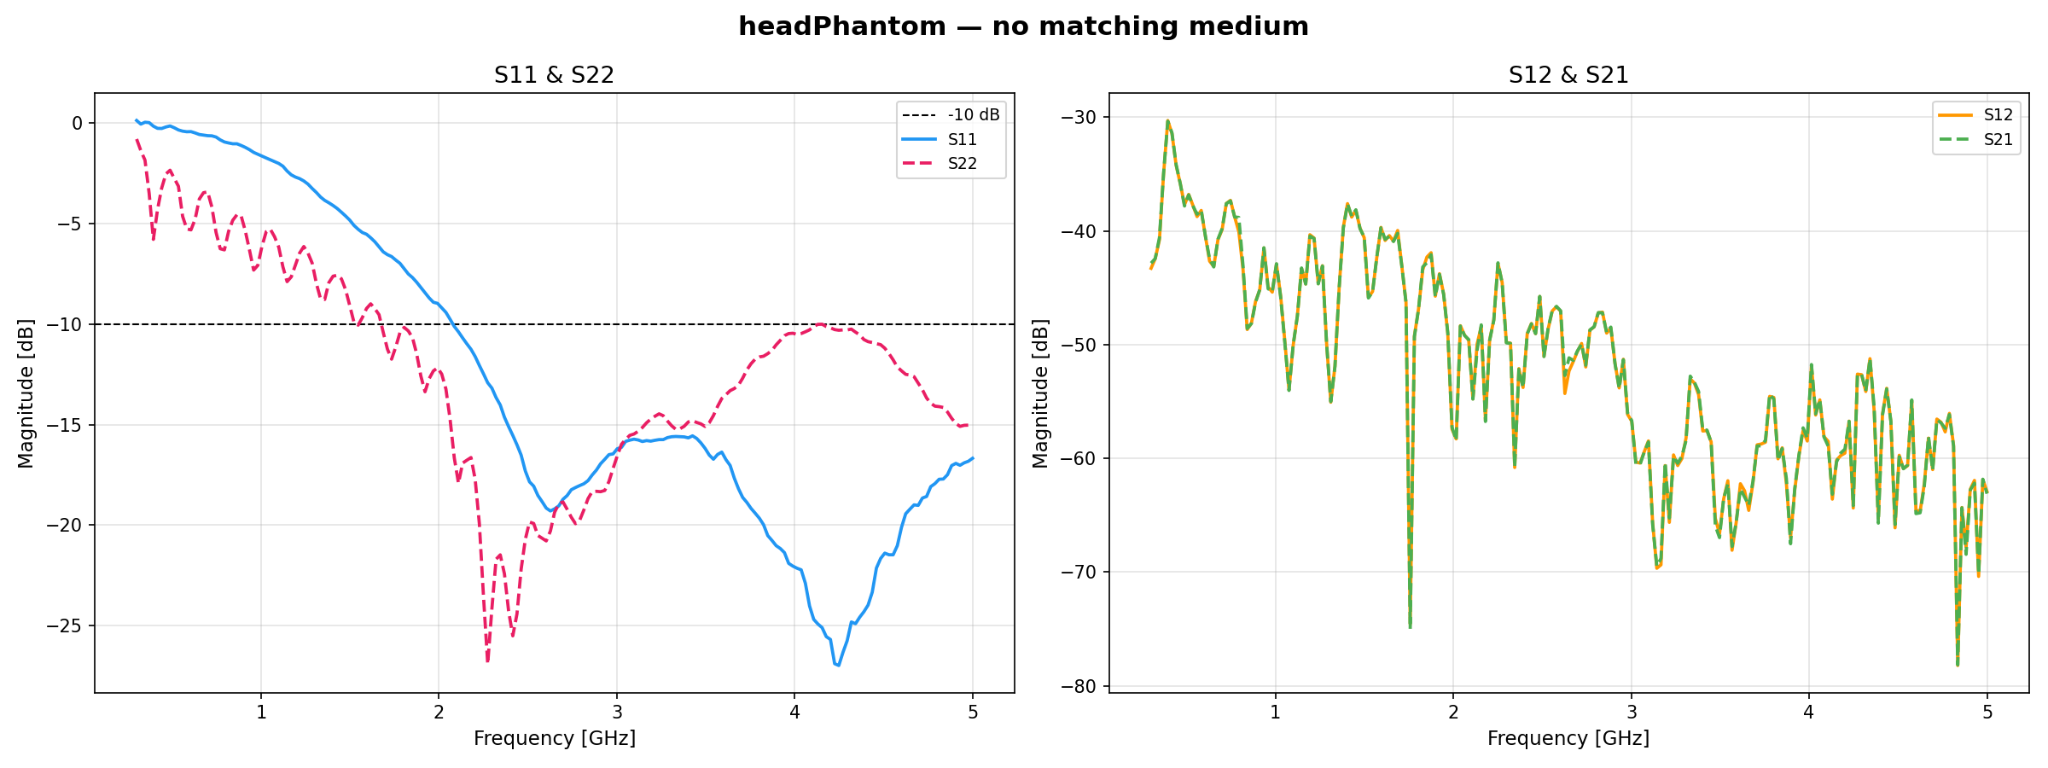 headPhantom — no matching medium
S11 & S22
-10 dB
S11
S22
0
−5
−10
−15
−20
−25
Magnitude [dB]
1
2
3
4
5
Frequency [GHz]
S12 & S21
S12
S21
−30
−40
−50
−60
−70
−80
Magnitude [dB]
1
2
3
4
5
Frequency [GHz]